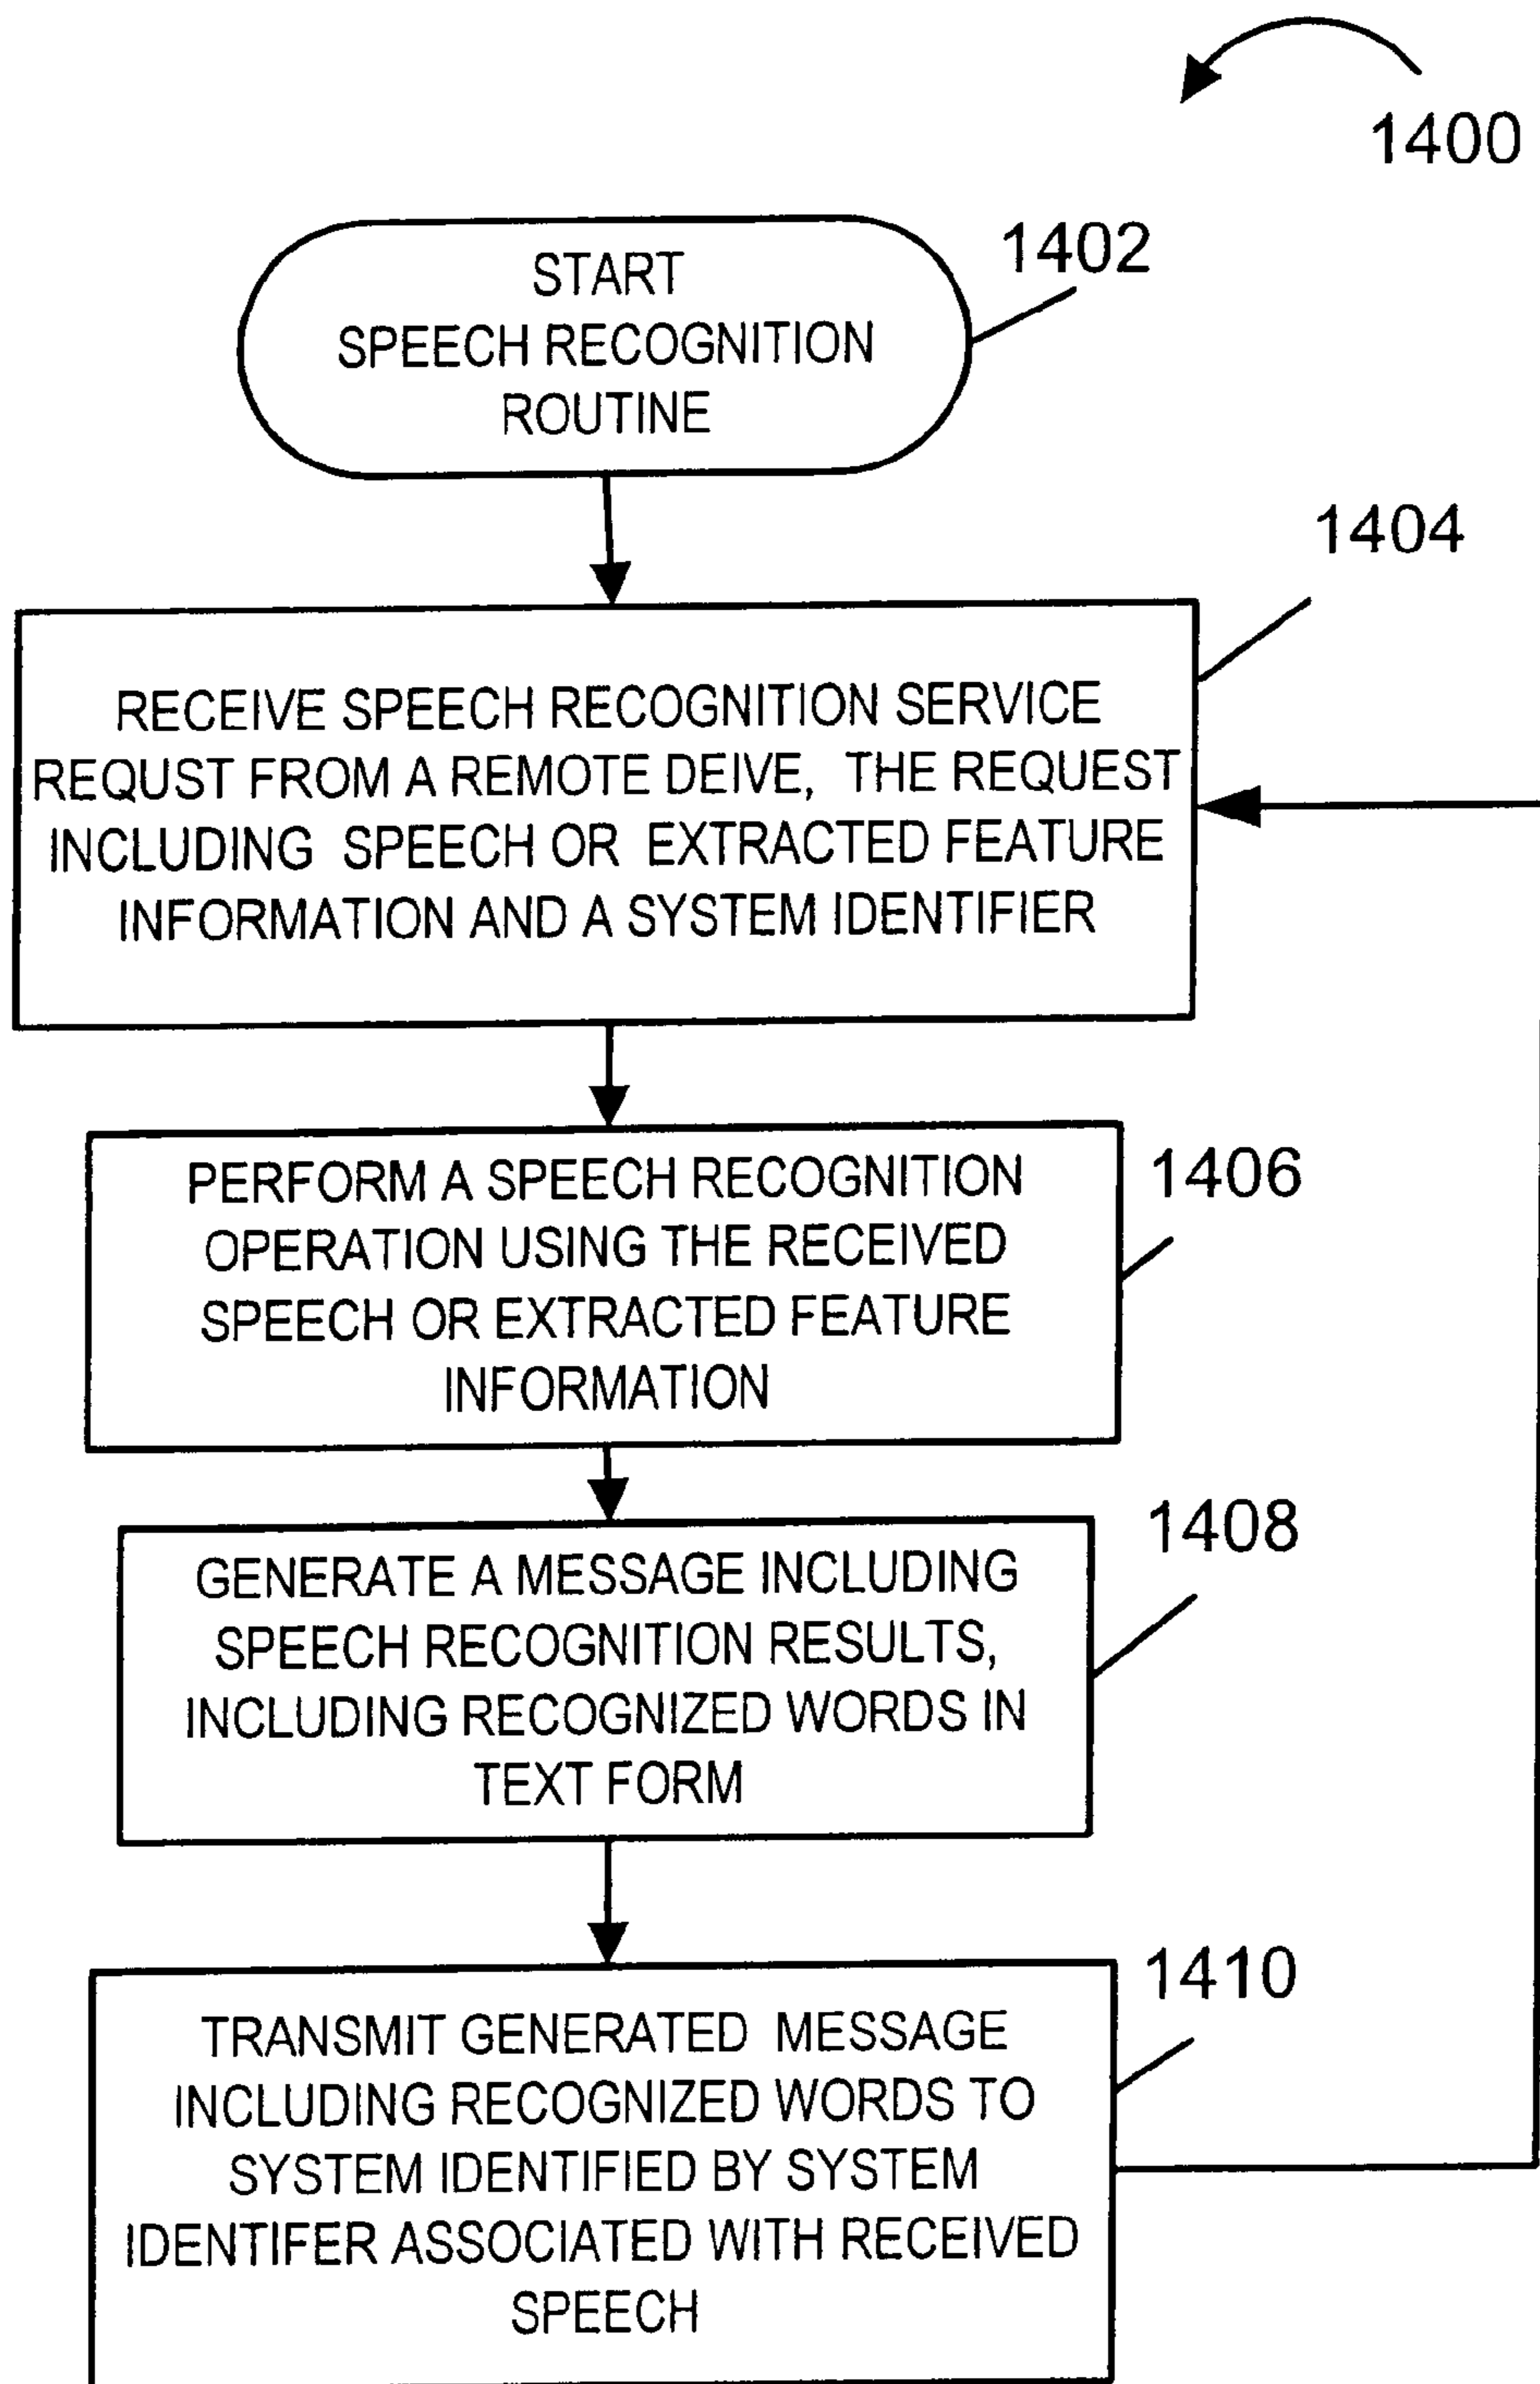 1400
1402
START
SPEECH RECOGNITION
ROUTINE
1404
RECEIVE SPEECH RECOGNITION SERVICE
REQUST FROM A REMOTE DEIVE, THE REQUEST
INCLUDING SPEECH OR EXTRACTED FEATURE
INFORMATION AND A SYSTEM IDENTIFIER
1406
PERFORM A SPEECH RECOGNITION
OPERATION USING THE RECEIVED
SPEECH OR EXTRACTED FEATURE
INFORMATION
1408
GENERATE A MESSAGE INCLUDING
SPEECH RECOGNITION RESULTS,
INCLUDING RECOGNIZED WORDS IN
TEXT FORM
1410
TRANSMIT GENERATED MESSAGE
INCLUDING RECOGNIZED WORDS TO
SYSTEM IDENTIFIED BY SYSTEM
IDENTIFER ASSOCIATED WITH RECEIVED
SPEECH